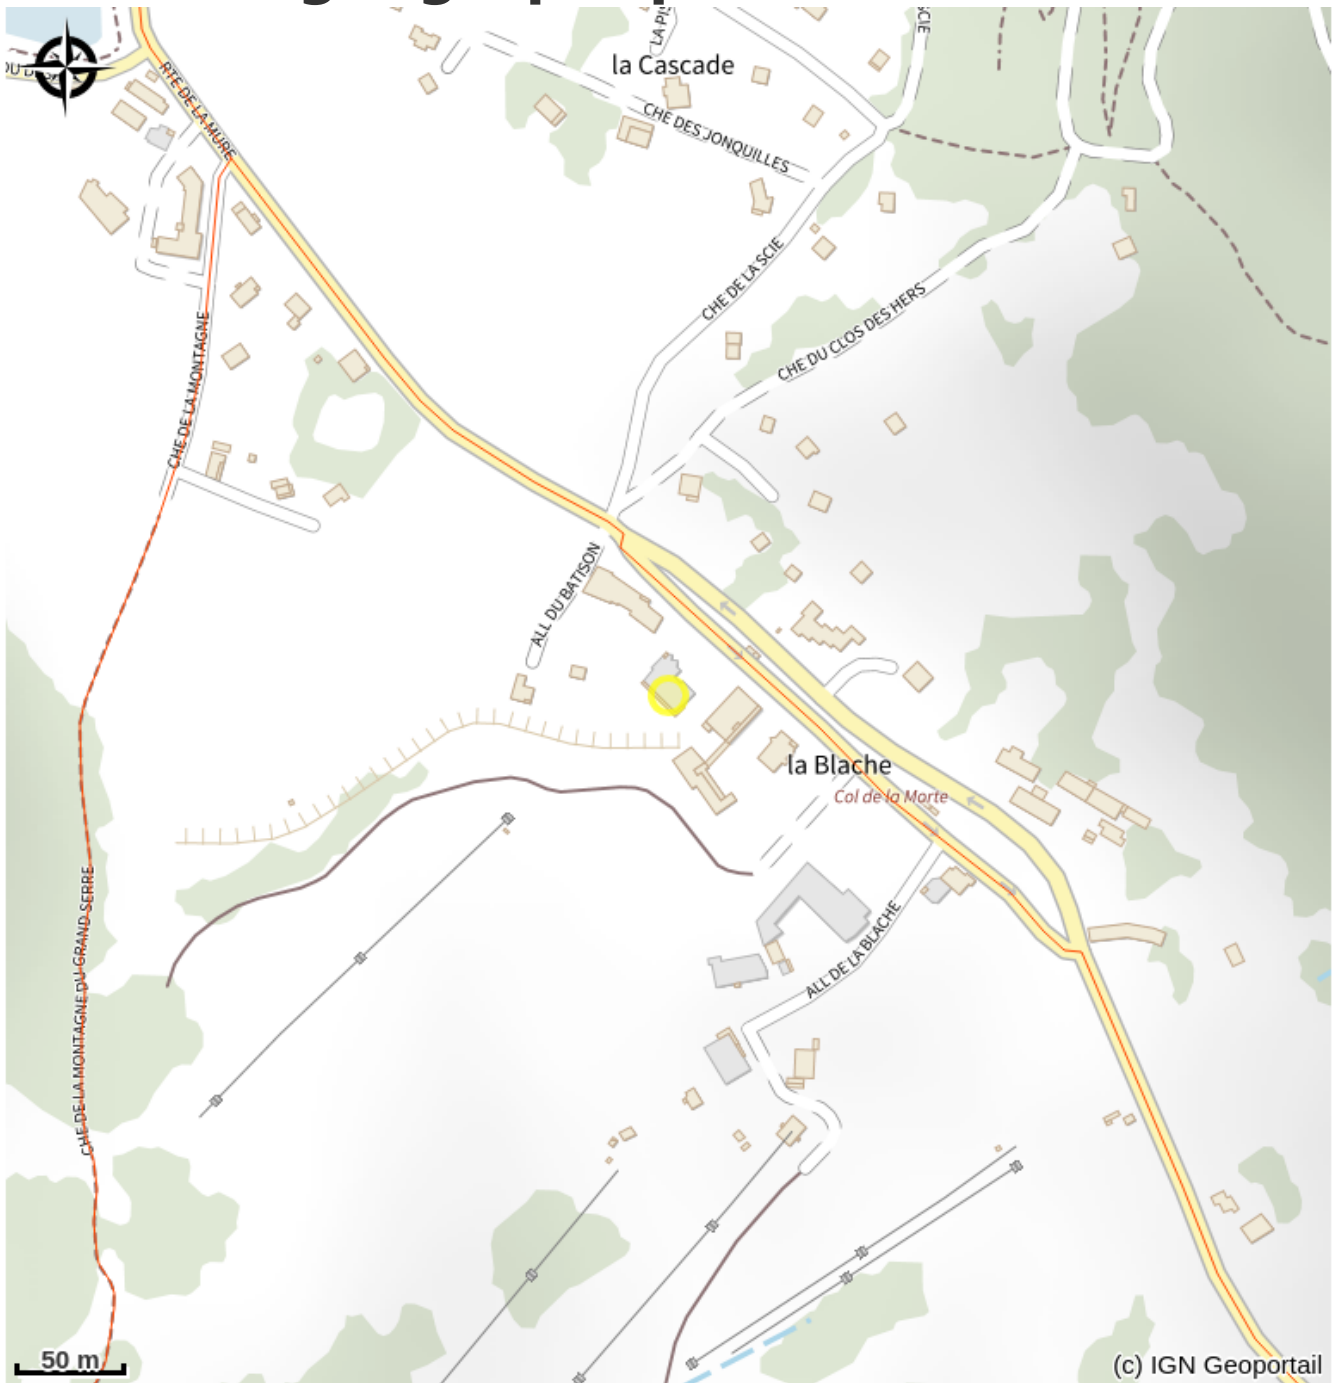 la Cascade
RTE DE LA MURE
CHE DES JONQUILLES
SCIE
CHE DE LA SCIE
CHE DU CLOS DES HERS
CHE DE LA MONTAGNE
ALL DU BATISON
la Blache
Col de la Morte
ALL DE LA BLACHE
CHE DE LA MONTAGNE DU GRAND SERRE
50 m
(c) IGN Geoportail